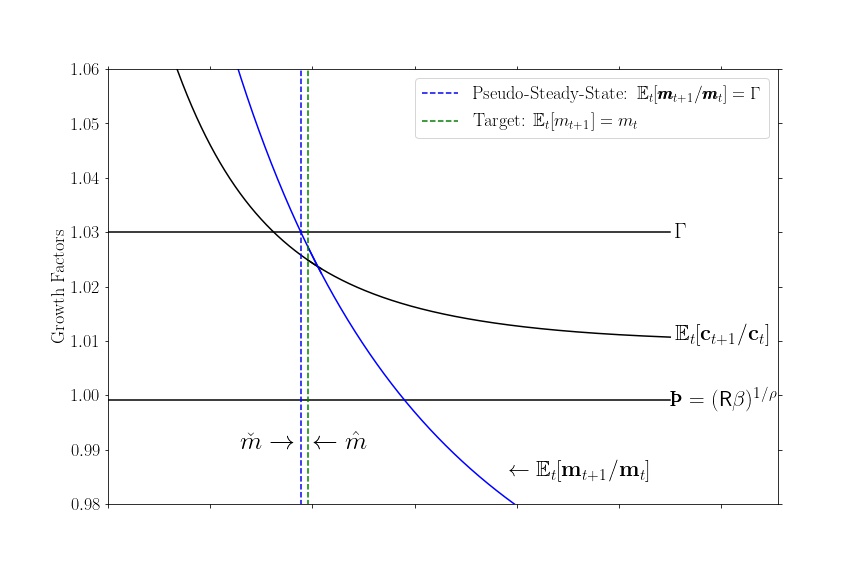 1.06
Pseudo-Steady-State: 𝔼ₜ[𝒎ₜ₊₁/𝒎ₜ] = Γ
1.05
Target: 𝔼ₜ[mₜ₊₁] = mₜ
1.04
1.03
Γ
Growth Factors
1.02
1.01
𝔼ₜ[𝐜ₜ₊₁/𝐜ₜ]
1.00
Þ = (Rβ)^{1/ρ}
0.99
m̌ → ← m̂
← 𝔼ₜ[𝐦ₜ₊₁/𝐦ₜ]
0.98